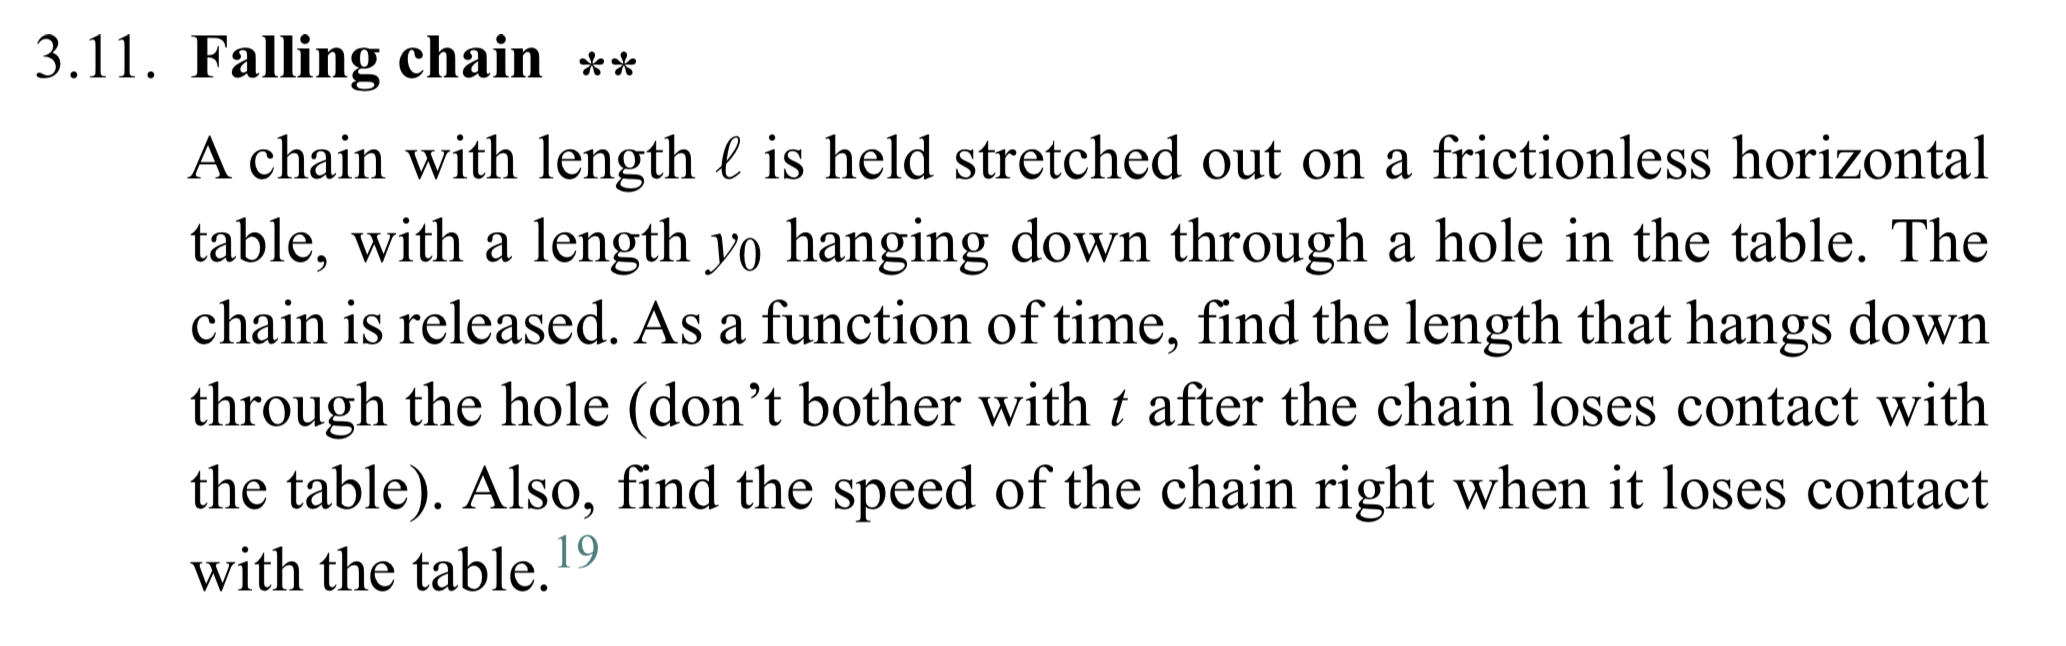 3.11. Falling chain **
A chain with length ℓ is held stretched out on a frictionless horizontal
table, with a length y0 hanging down through a hole in the table. The
chain is released. As a function of time, find the length that hangs down
through the hole (don’t bother with t after the chain loses contact with
the table). Also, find the speed of the chain right when it loses contact
with the table.19